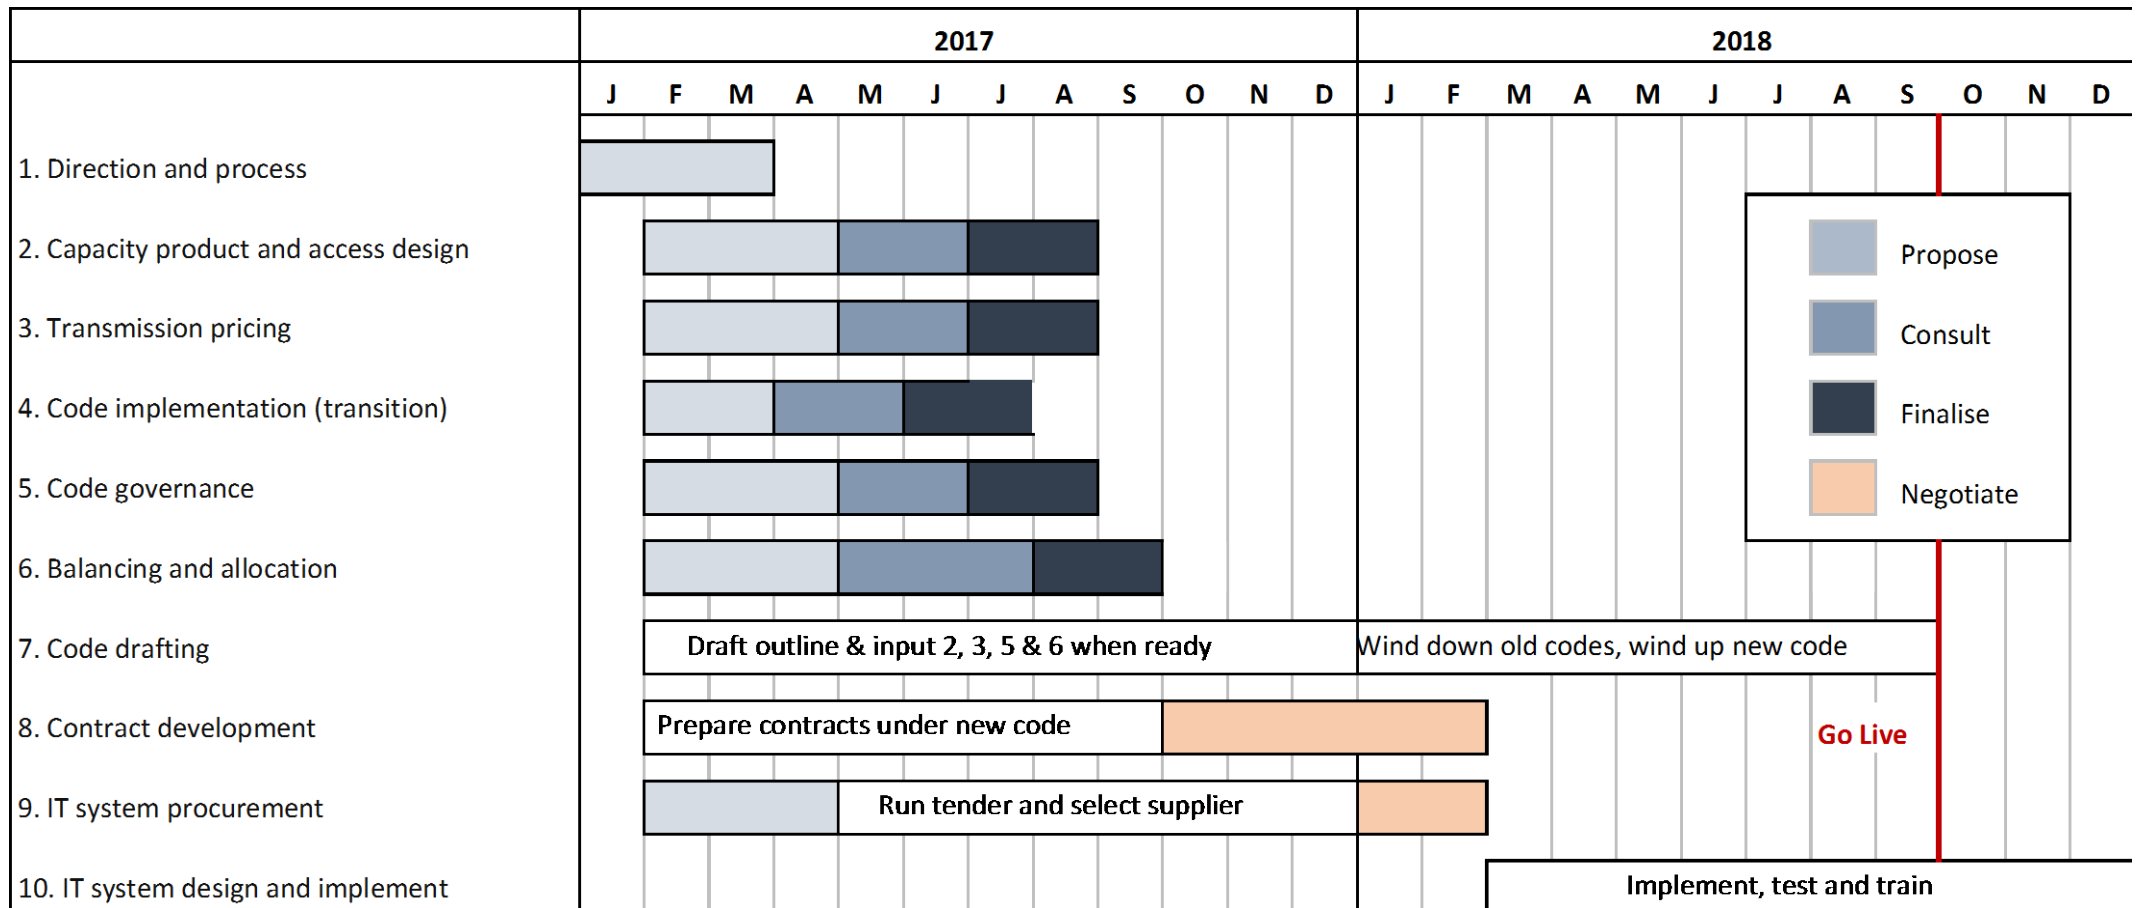 2017 2018
J F M A M J J A S O N D J F M A M J J A S O N D
1. Direction and process
2. Capacity product and access design
Propose
3. Transmission pricing
Consult
4. Code implementation (transition)
Finalise
5. Code governance
Negotiate
6. Balancing and allocation
7. Code drafting
Draft outline & input 2, 3, 5 & 6 when ready
Wind down old codes, wind up new code
8. Contract development
Prepare contracts under new code
Go Live
9. IT system procurement
Run tender and select supplier
10. IT system design and implement
Implement, test and train